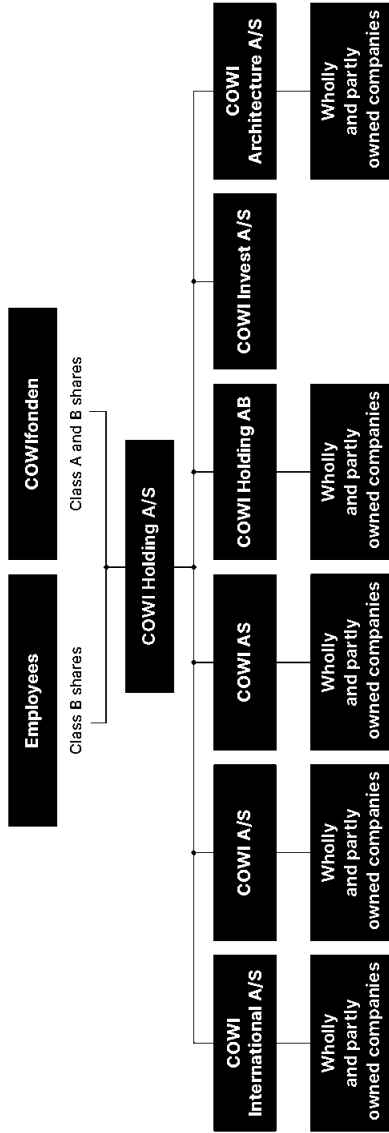 Employees
COWIfonden
Class B shares
Class A and B shares
COWI Holding A/S
COWI
International A/S
COWI A/S
COWI AS
COWI Holding AB
COWI Invest A/S
COWI
Architecture A/S
Wholly
and partly
owned companies
Wholly
and partly
owned companies
Wholly
and partly
owned companies
Wholly
and partly
owned companies
Wholly
and partly
owned companies